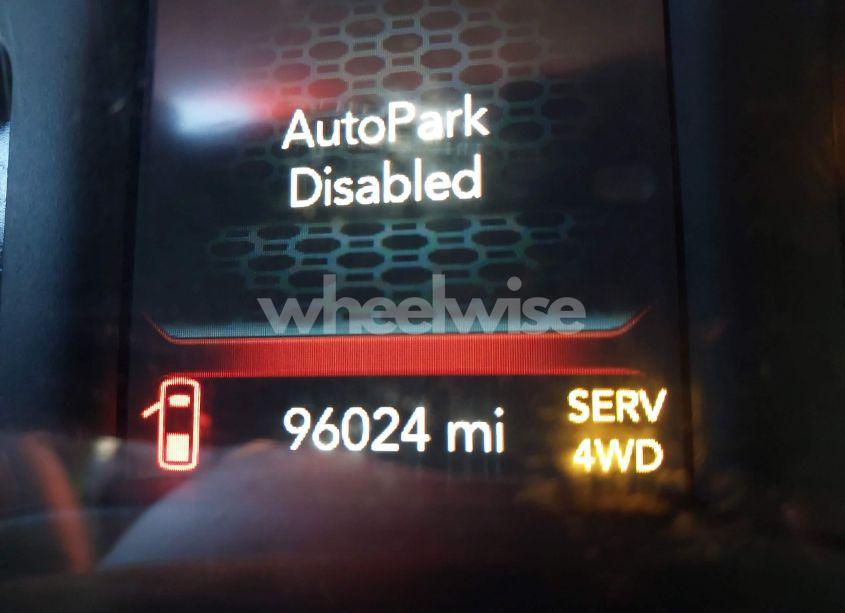 AutoPark
Disabled
wheelwise
96024 mi
SERV
4WD